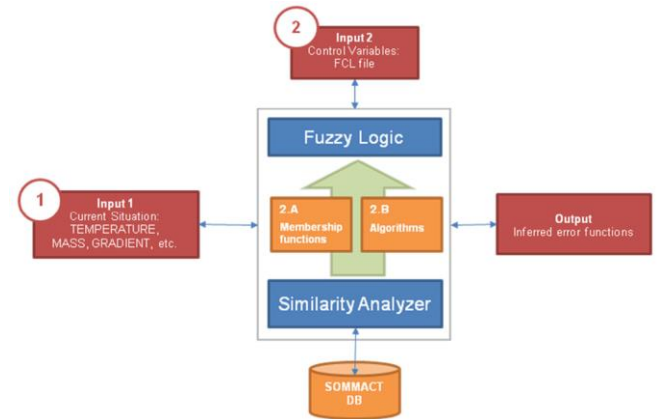 2
Input 2
Control Variables:
FCL file
Fuzzy Logic
1
Input 1
Current Situation:
TEMPERATURE,
MASS, GRADIENT, etc.
2.A
Membership
functions
2.B
Algorithms
Output
Inferred error functions
Similarity Analyzer
SOMMACT
DB